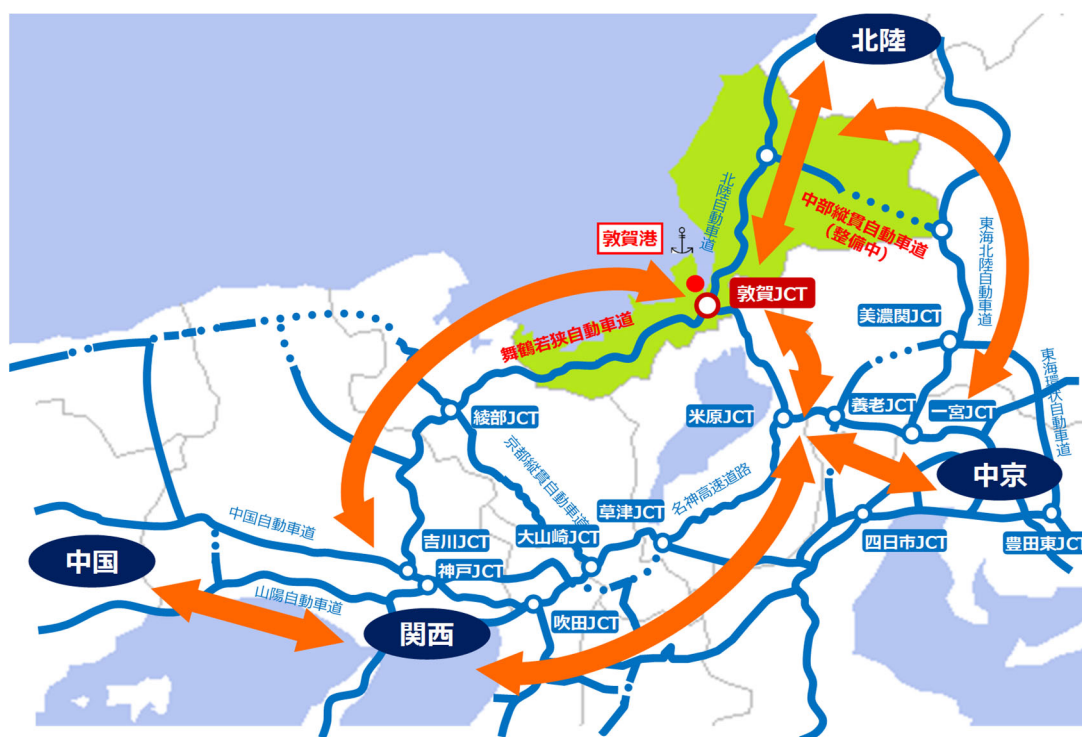 北陸
北陸自動車道
中部縦貫自動車道
(整備中)
敦賀港
東海北陸自動車道
敦賀JCT
美濃関JCT
舞鶴若狭自動車道
東海環状自動車道
綾部JCT
米原JCT
養老JCT
一宮JCT
京都縦貫自動車道
名神高速道路
中京
草津JCT
中国自動車道
吉川JCT
大山崎JCT
四日市JCT
豊田東JCT
中国
神戸JCT
山陽自動車道
関西
吹田JCT